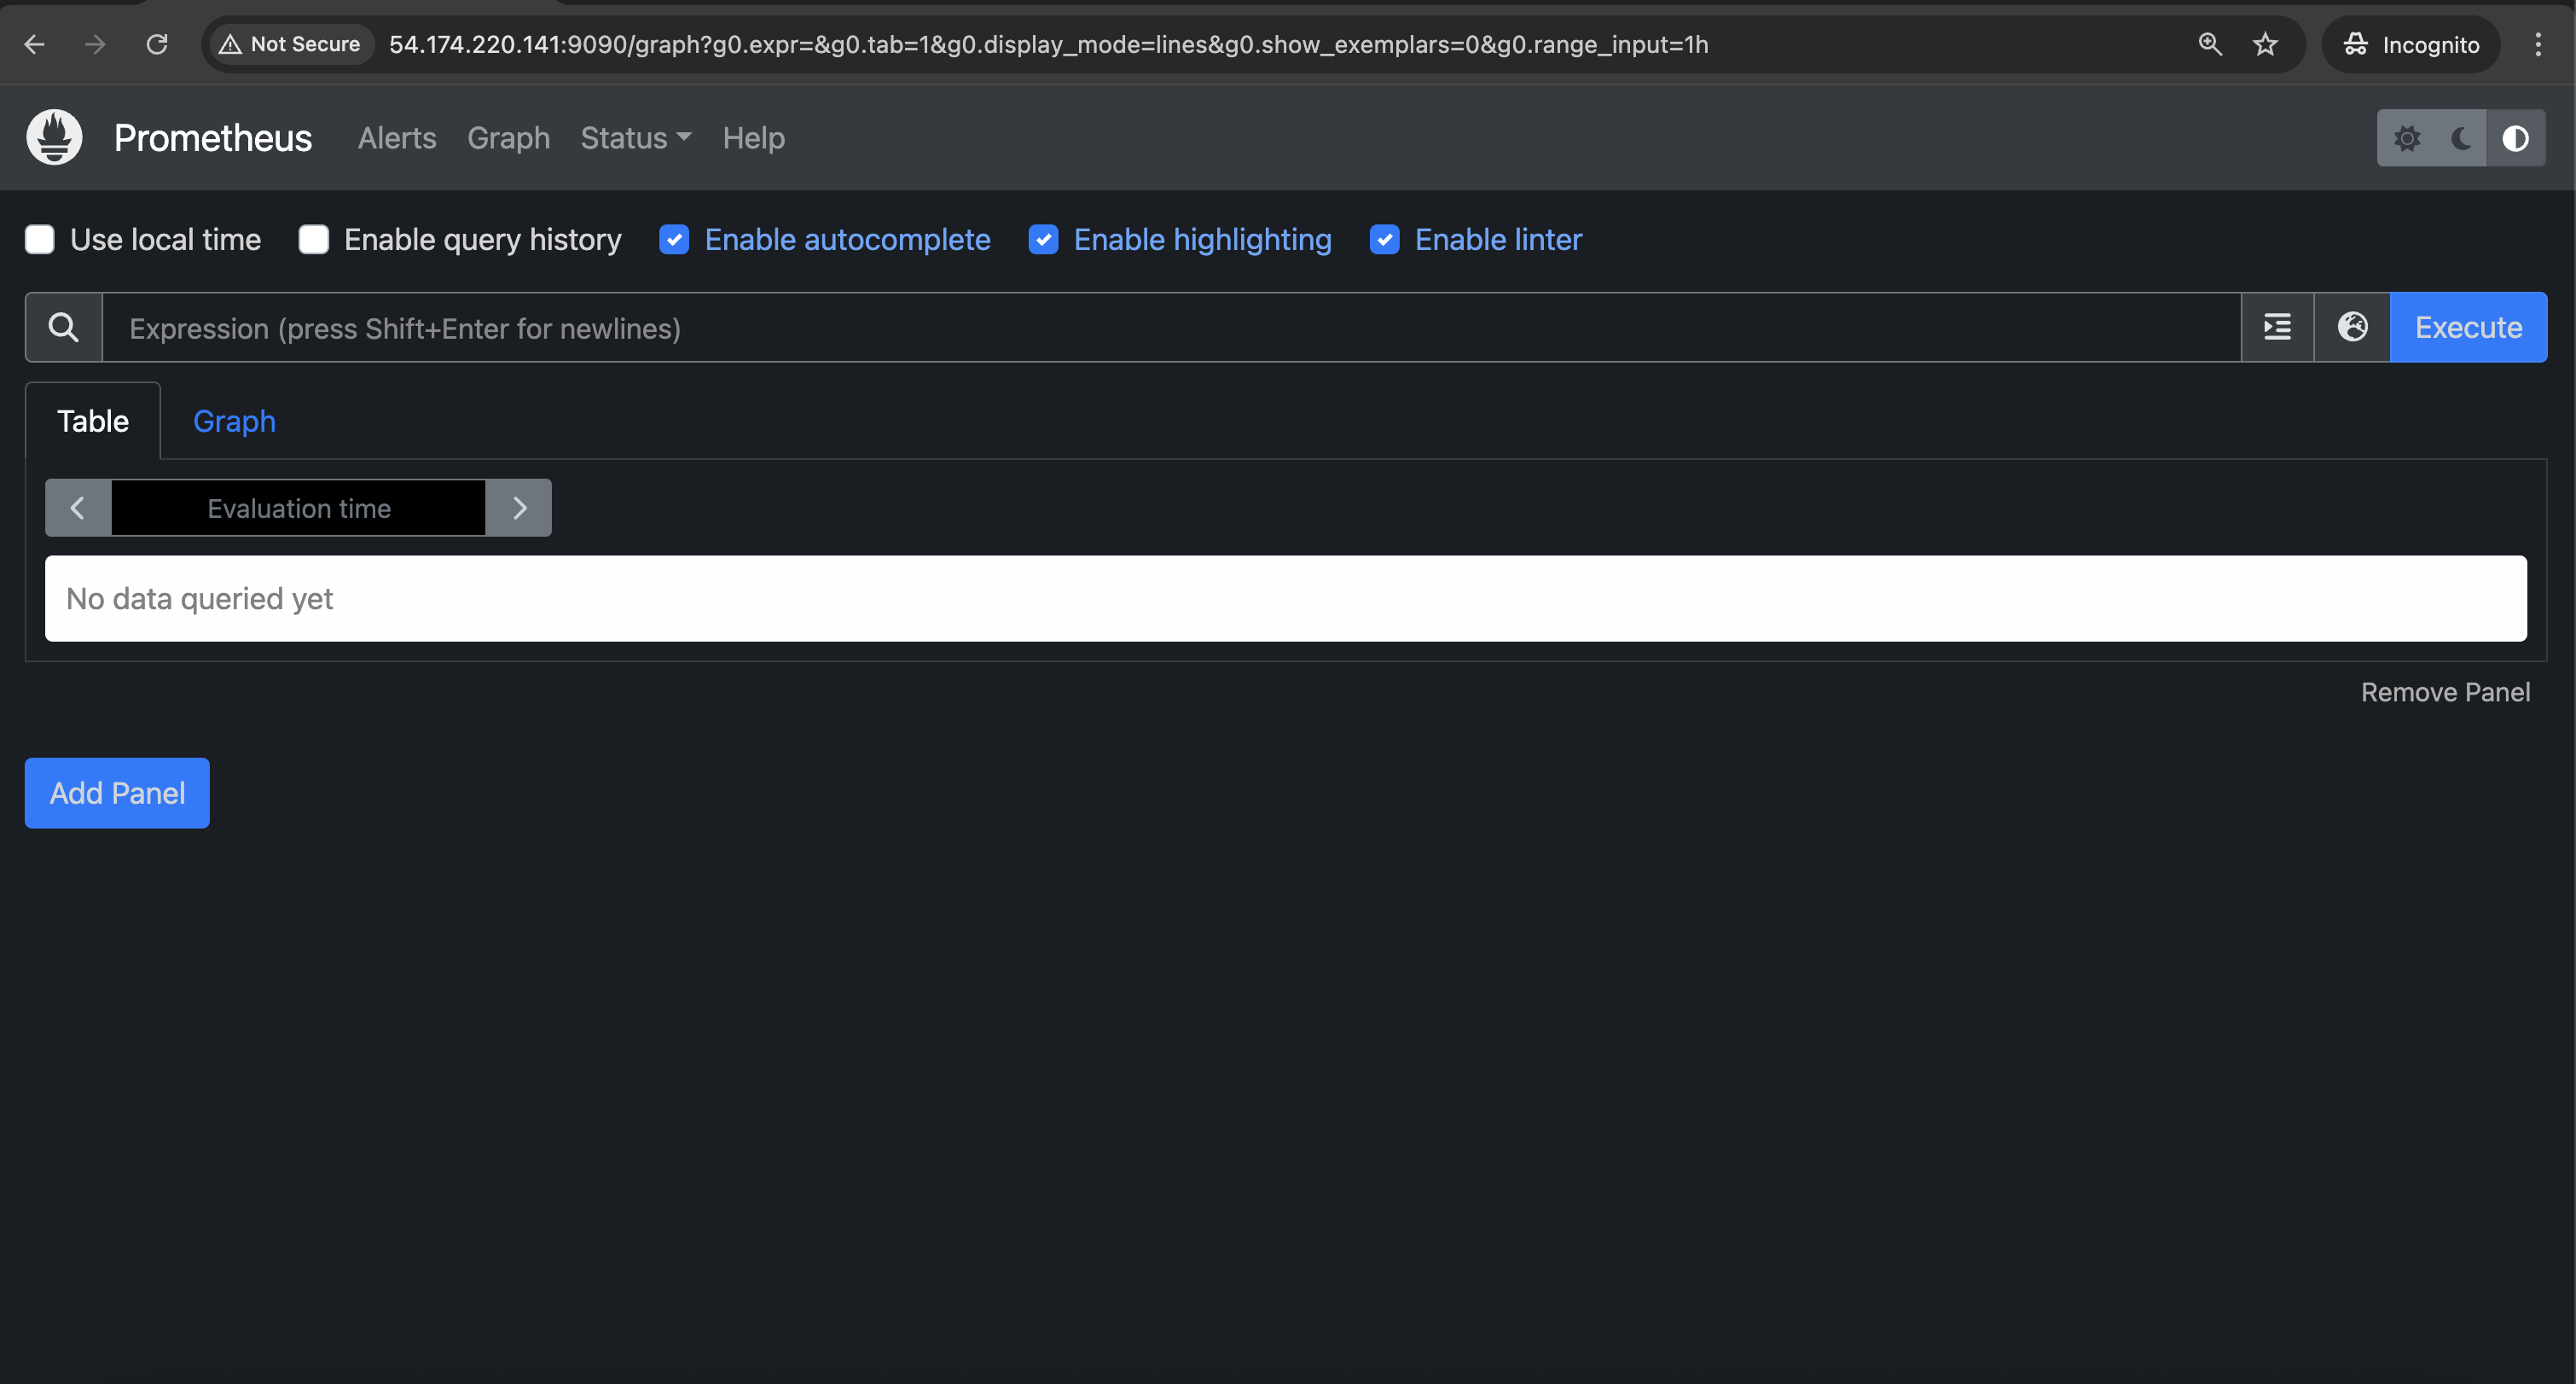 Not Secure 54.174.220.141:9090/graph?g0.expr=&g0.tab=1&g0.display_mode=lines&g0.show_exemplars=0&g0.range_input=1h Incognito
Prometheus Alerts Graph Status Help
Use local time Enable query history Enable autocomplete Enable highlighting Enable linter
Expression (press Shift+Enter for newlines) Execute
Table Graph
Evaluation time
No data queried yet
Remove Panel
Add Panel